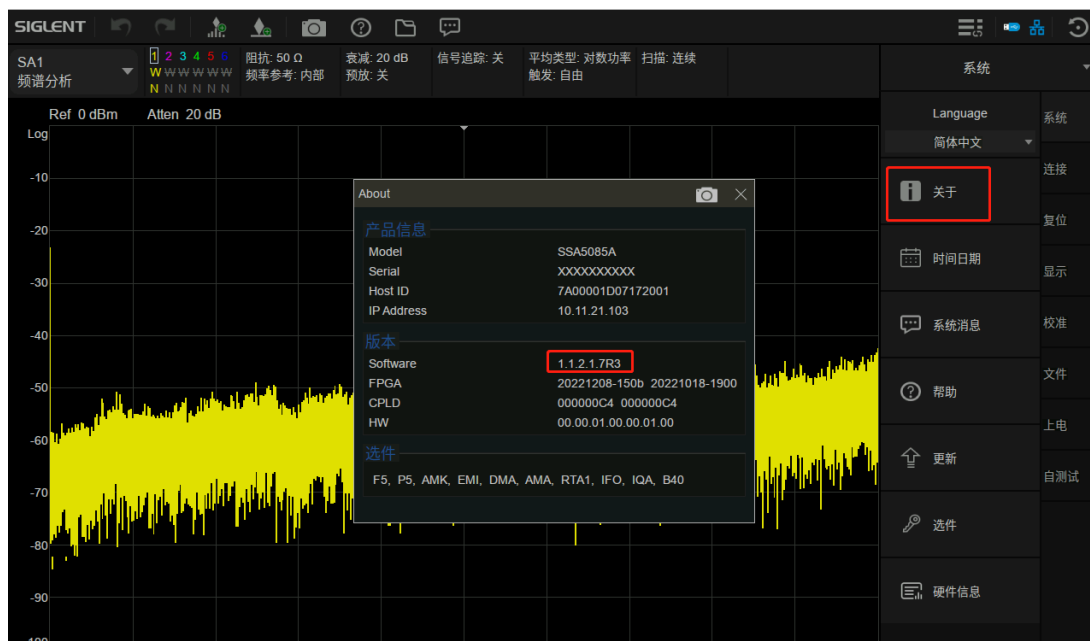 SIGLENT
SA1
频谱分析
1 2 3 4 5 6
W W W W W W
N N N N N N
阻抗: 50 Ω
频率参考: 内部
衰减: 20 dB
预放: 关
信号追踪: 关
平均类型: 对数功率
触发: 自由
扫描: 连续
系统
Ref 0 dBm Atten 20 dB
Log
-10
-20
-30
-40
-50
-60
-70
-80
-90
-100
About
产品信息
Model SSA5085A
Serial XXXXXXXXXX
Host ID 7A00001D07172001
IP Address 10.11.21.103
版本
Software 1.1.2.1.7R3
FPGA 20221208-150b 20221018-1900
CPLD 000000C4 000000C4
HW 00.00.01.00.00.01.00
选件
F5, P5, AMK, EMI, DMA, AMA, RTA1, IFO, IQA, B40
Language
简体中文
关于
时间日期
系统消息
帮助
更新
选件
硬件信息
系统
连接
复位
显示
校准
文件
上电
自测试